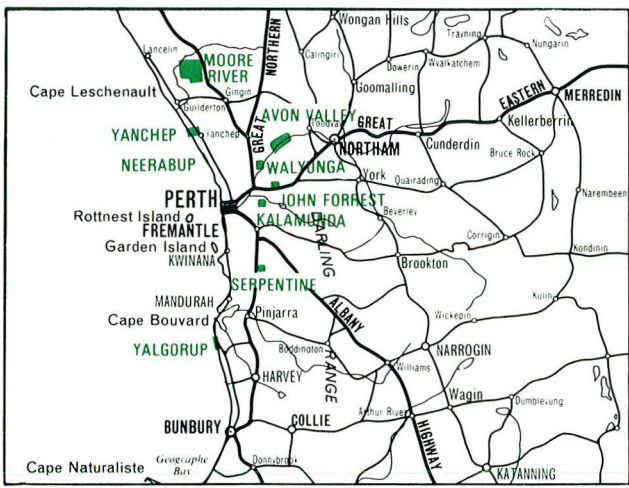 Wongan Hills
Travning
Nungarin
Lancelin
NORTHERN
Calingiri
MOORE
RIVER
Dowerin
Wyalkatchem
Goomalling
Cape Leschenault
Gingin
Guilderton
EASTERN
MERREDIN
AVON VALLEY
Toodyay
GREAT
Kellerberrin
YANCHEP
Yanchep
GREAT
NORTHAM
Cunderdin
Bruce Rock
NEERABUP
WALYUNGA
York
Quairading
PERTH
JOHN FORREST
Narembeen
Rottnest Island
KALAMUNDA
Beverley
FREMANTLE
DARLING
Corrigin
Garden Island
KWINANA
Kondinin
Brookton
SERPENTINE
MANDURAH
ALBANY
Kulin
Cape Bouvard
Pinjarra
Wickepin
YALGORUP
Boddington
RANGE
NARROGIN
Williams
HARVEY
Wagin
Dumbleyung
Arthur River
BUNBURY
COLLIE
HIGHWAY
Cape Naturaliste
Geographe
Bay
Donnybrook
KATANNING